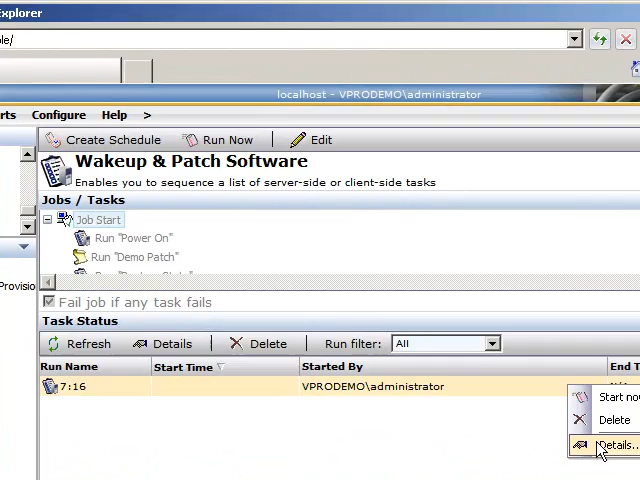 Explorer
ole/
localhost - VPRODEMO\administrator
rts Configure Help >
Create Schedule Run Now Edit
Wakeup & Patch Software
Enables you to sequence a list of server-side or client-side tasks
Jobs / Tasks
Job Start
Run "Power On"
Run "Demo Patch"
Provisio
Fail job if any task fails
Task Status
Refresh Details Delete Run filter: All
Run Name Start Time Started By End T
7:16 VPRODEMO\administrator
Start now
Delete
Details..